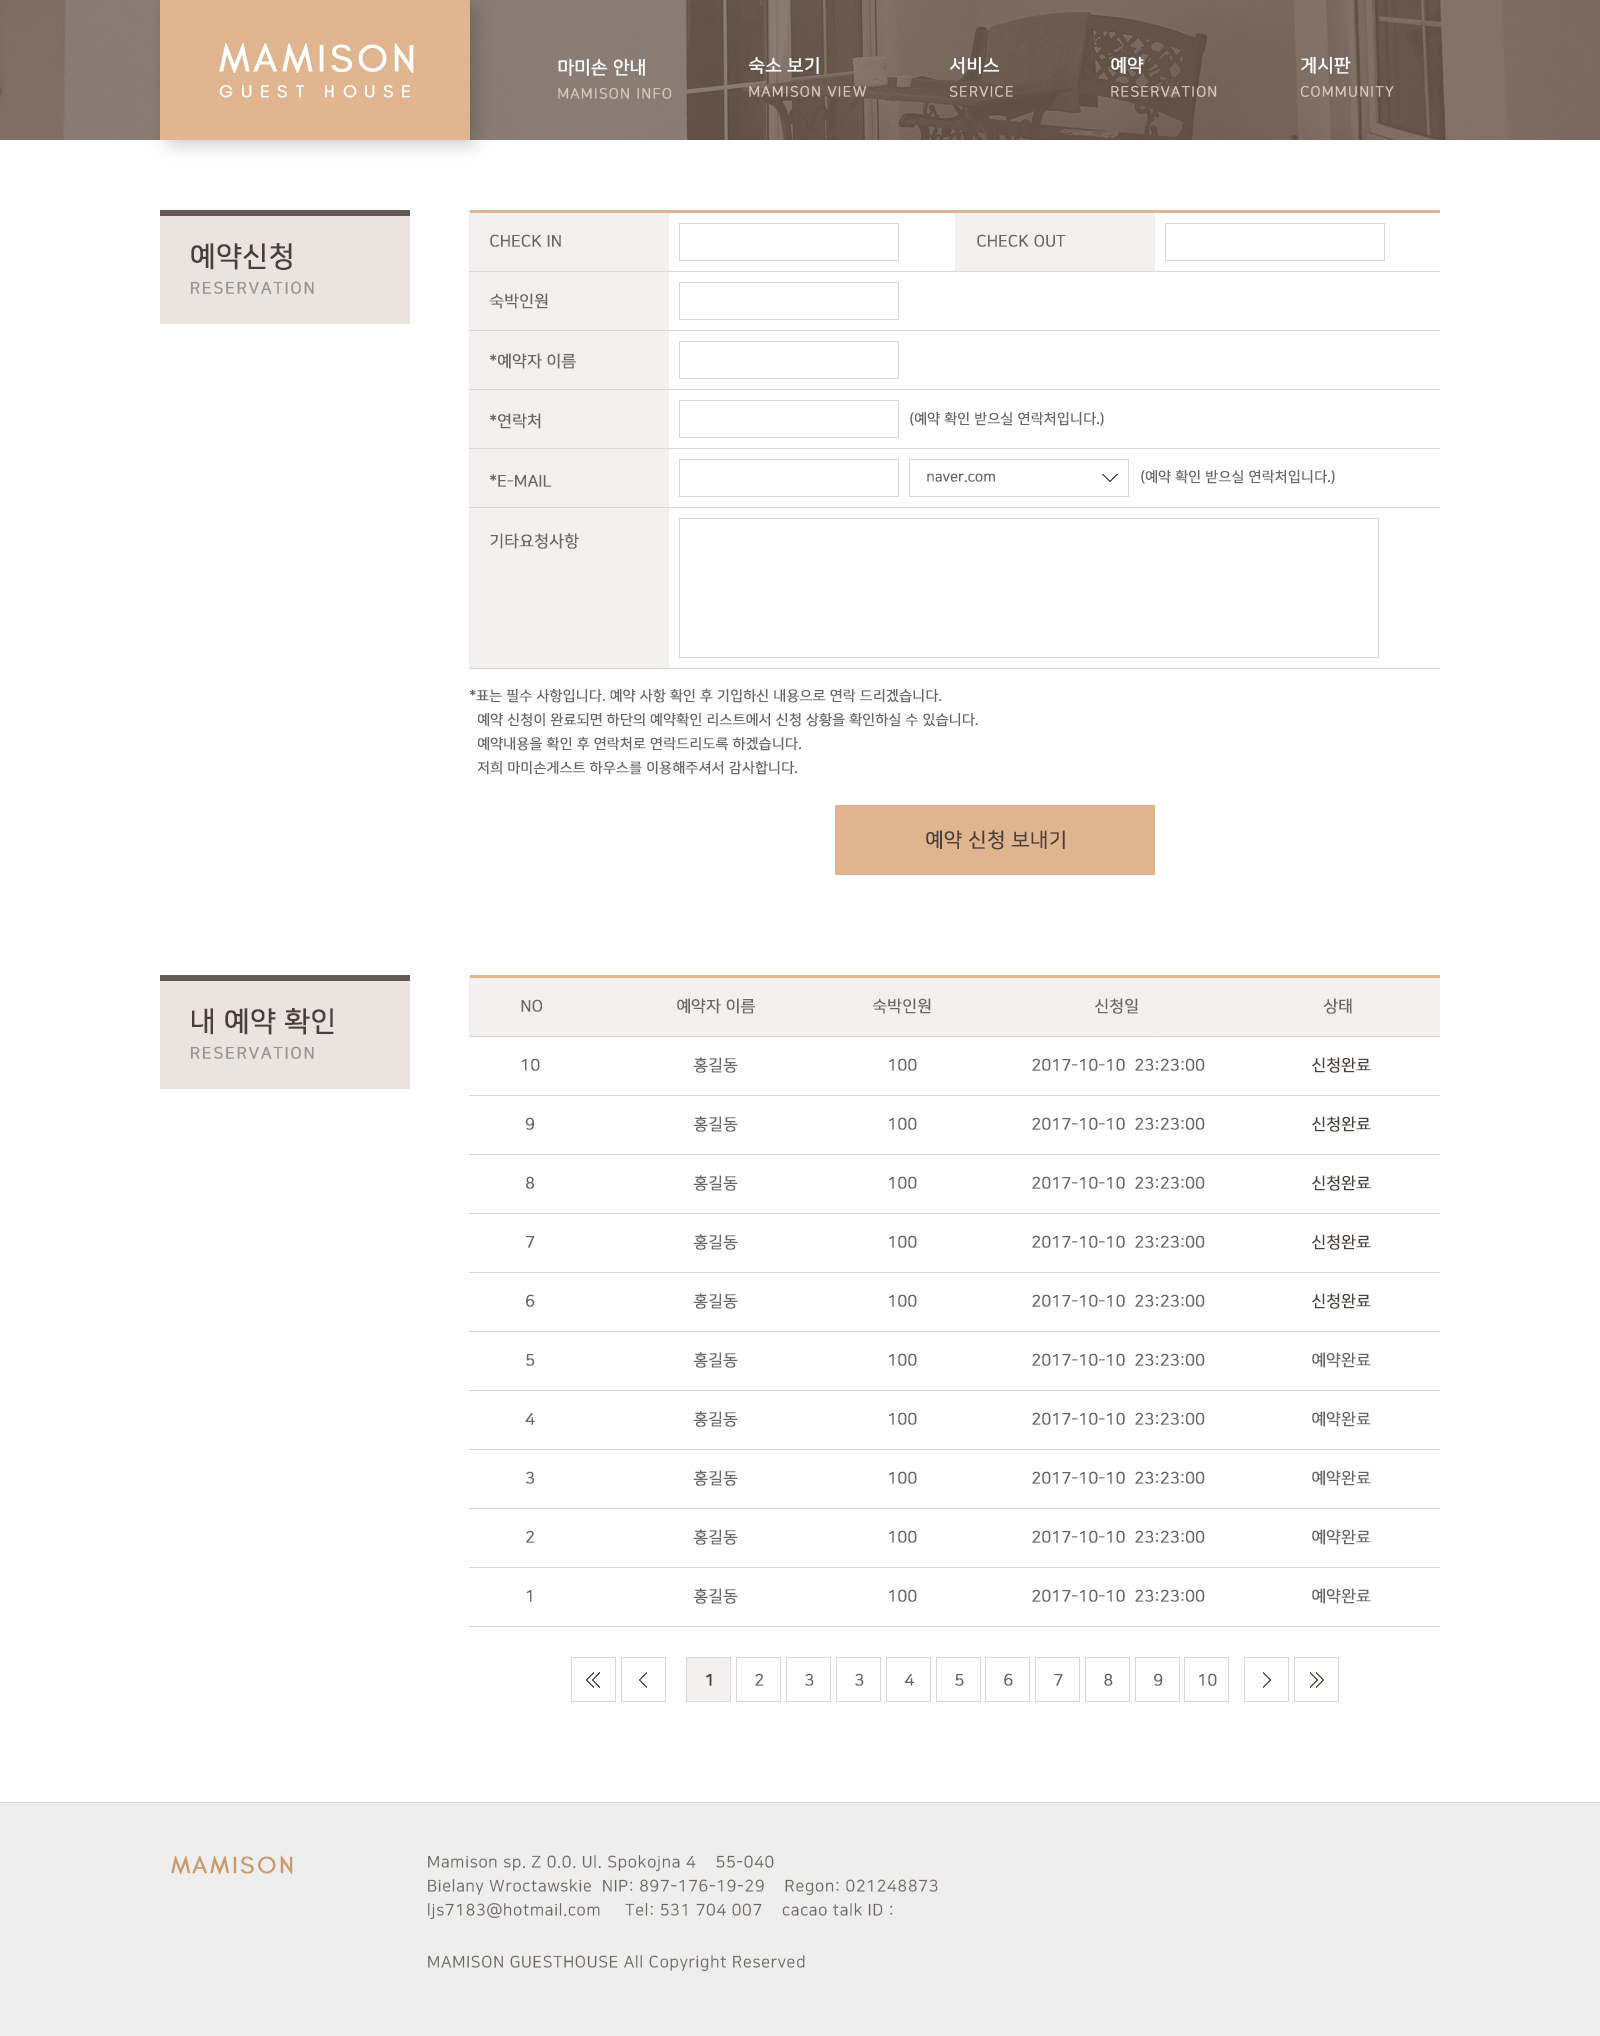 MAMISON
GUEST HOUSE
마미손 안내
MAMISON INFO
숙소 보기
MAMISON VIEW
서비스
SERVICE
예약
RESERVATION
게시판
COMMUNITY
예약신청
RESERVATION
CHECK IN
CHECK OUT
숙박인원
*예약자 이름
*연락처
(예약 확인 받으실 연락처입니다.)
*E-MAIL
naver.com
(예약 확인 받으실 연락처입니다.)
기타요청사항
*표는 필수 사항입니다. 예약 사항 확인 후 기입하신 내용으로 연락 드리겠습니다.
예약 신청이 완료되면 하단의 예약확인 리스트에서 신청 상황을 확인하실 수 있습니다.
예약내용을 확인 후 연락처로 연락드리도록 하겠습니다.
저희 마미손게스트 하우스를 이용해주셔서 감사합니다.
예약 신청 보내기
내 예약 확인
RESERVATION
NO 예약자 이름 숙박인원 신청일 상태
10 홍길동 100 2017-10-10 23:23:00 신청완료
9 홍길동 100 2017-10-10 23:23:00 신청완료
8 홍길동 100 2017-10-10 23:23:00 신청완료
7 홍길동 100 2017-10-10 23:23:00 신청완료
6 홍길동 100 2017-10-10 23:23:00 신청완료
5 홍길동 100 2017-10-10 23:23:00 예약완료
4 홍길동 100 2017-10-10 23:23:00 예약완료
3 홍길동 100 2017-10-10 23:23:00 예약완료
2 홍길동 100 2017-10-10 23:23:00 예약완료
1 홍길동 100 2017-10-10 23:23:00 예약완료
1 2 3 3 4 5 6 7 8 9 10
MAMISON
Mamison sp. Z 0.0. Ul. Spokojna 4 55-040
Bielany Wroctawskie NIP: 897-176-19-29 Regon: 021248873
ljs7183@hotmail.com Tel: 531 704 007 cacao talk ID :
MAMISON GUESTHOUSE All Copyright Reserved